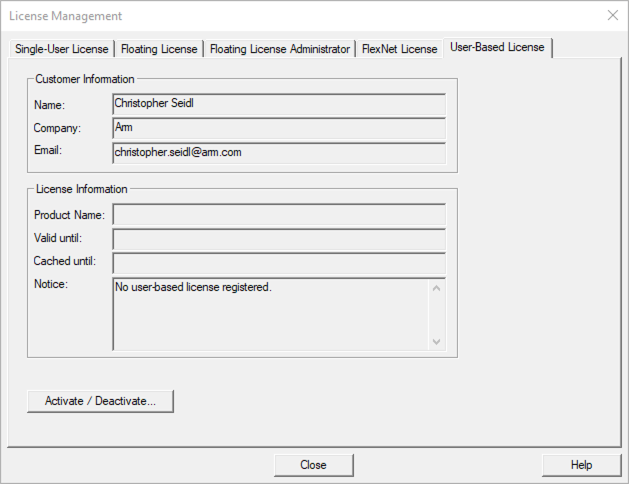 License Management
Single-User License Floating License Floating License Administrator FlexNet License User-Based License
Customer Information
Name: Christopher Seidl
Company: Arm
Email: christopher.seidl@arm.com
License Information
Product Name:
Valid until:
Cached until:
Notice: No user-based license registered.
Activate / Deactivate...
Close Help